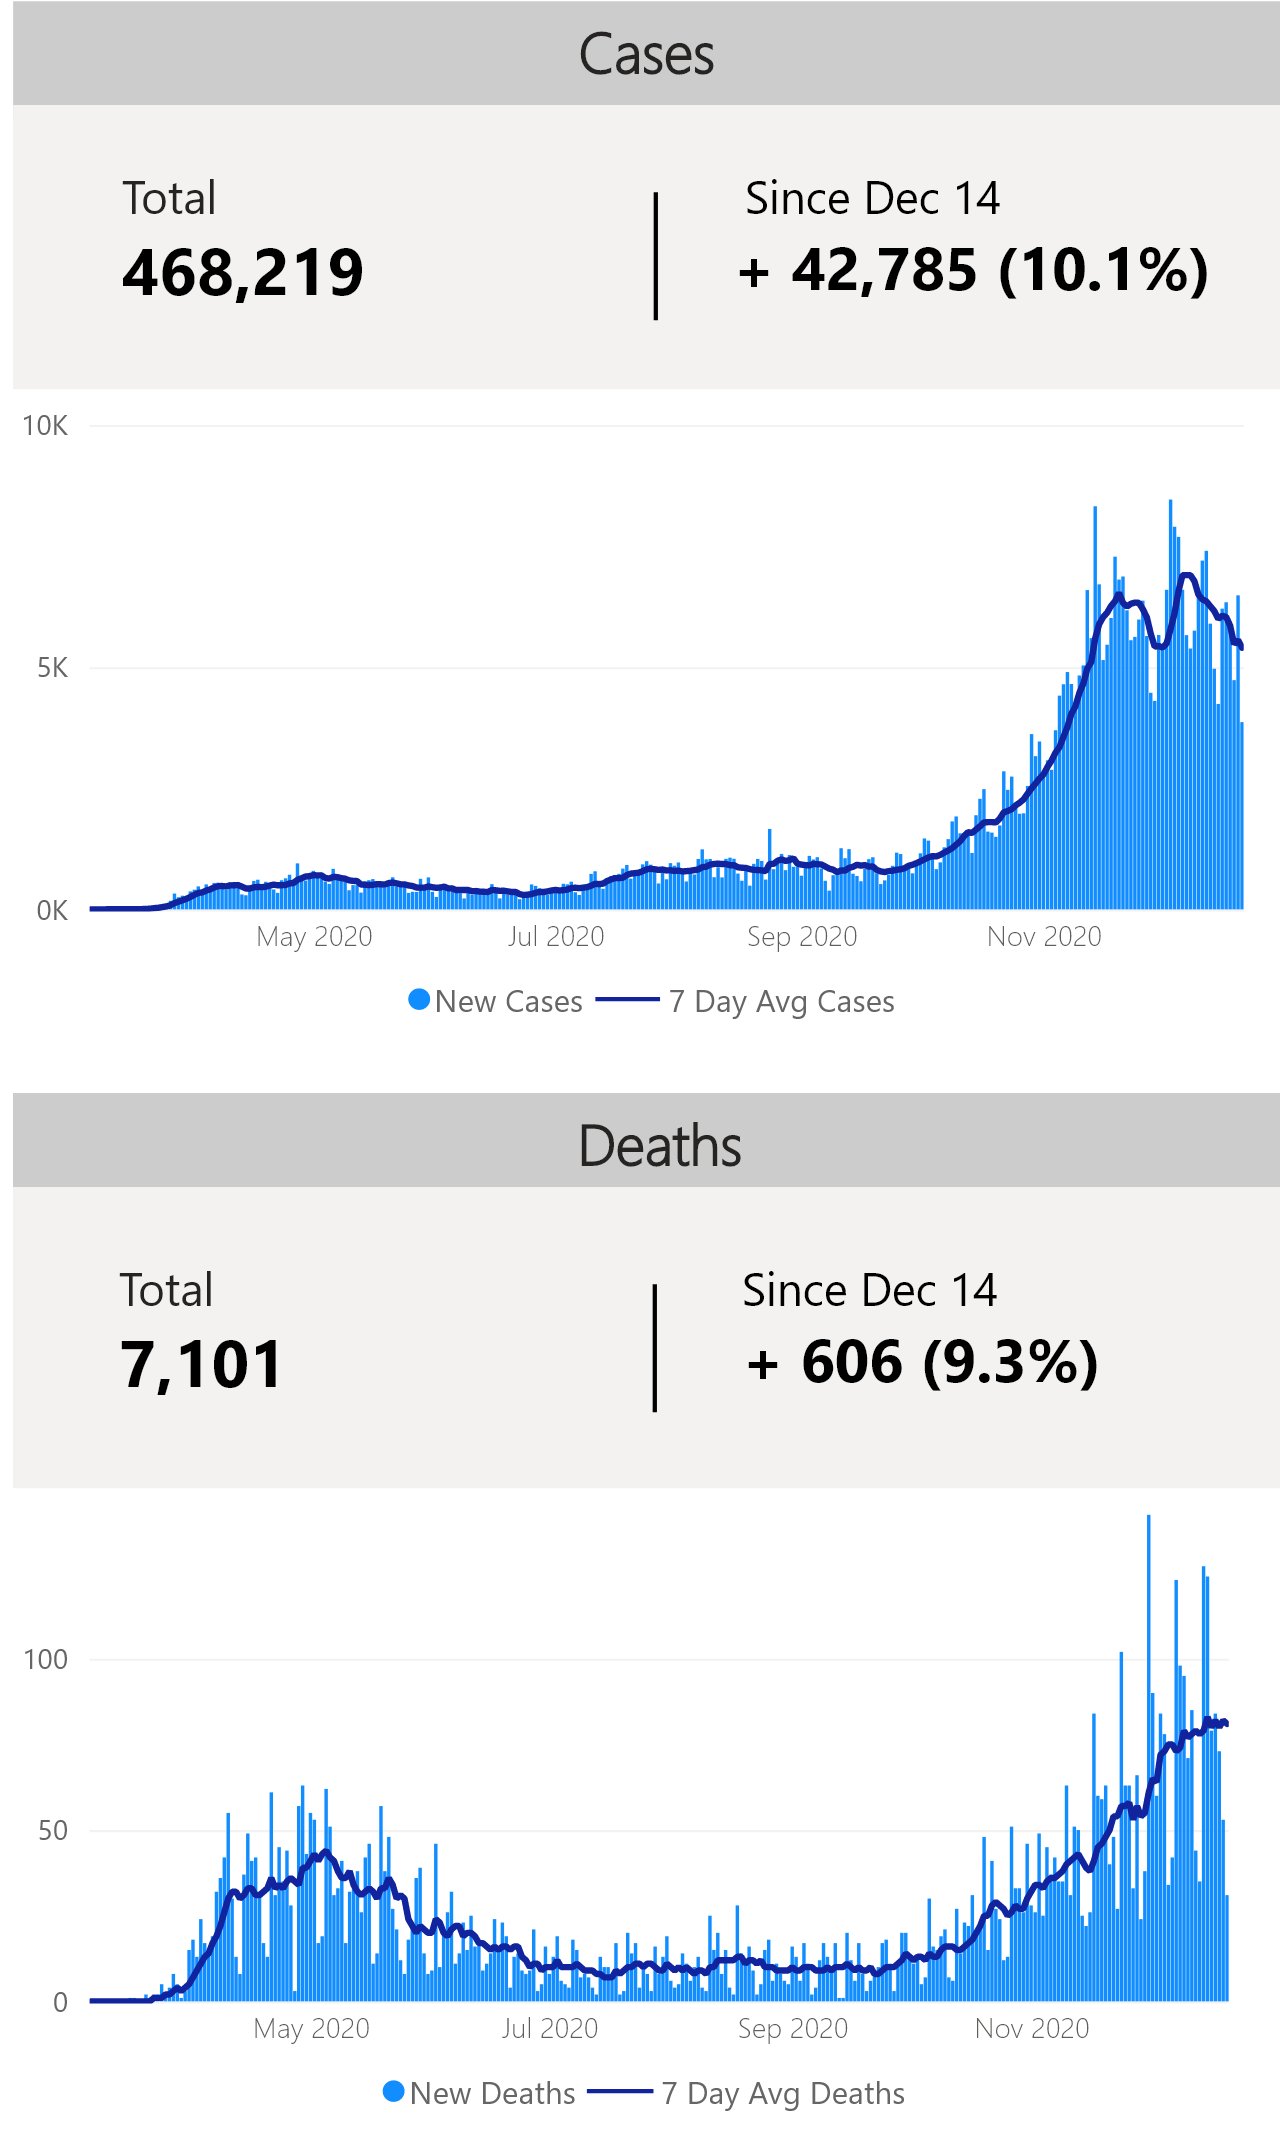 Cases
Total
Since Dec 14
468,219
+ 42,785 (10.1%)
10K
5K
0K
May 2020
Jul 2020
Sep 2020
Nov 2020
New Cases
7 Day Avg Cases
Deaths
Total
Since Dec 14
7,101
+ 606 (9.3%)
100
50
0
May 2020
Jul 2020
Sep 2020
Nov 2020
New Deaths
7 Day Avg Deaths